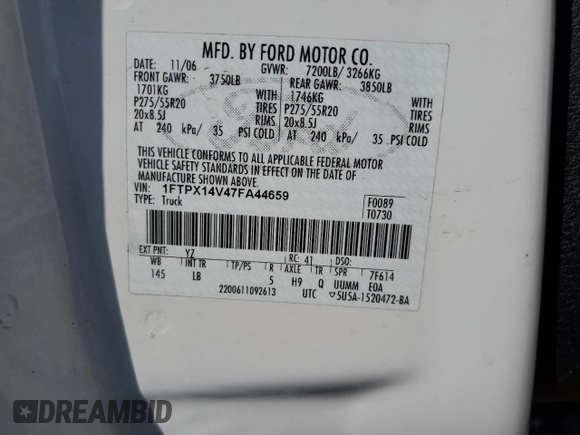 MFD. BY FORD MOTOR CO.
DATE: 11/06 GVWR: 7200LB/ 3266KG
FRONT GAWR: 3750LB REAR GAWR: 3850LB
1701KG WITH 1746KG WITH
P275/55R20 TIRES P275/55R20 TIRES
20x8.5J RIMS 20x8.5J RIMS
AT 240 kPa/ 35 PSI COLD AT 240 kPa/ 35 PSI COLD
THIS VEHICLE CONFORMS TO ALL APPLICABLE FEDERAL MOTOR
VEHICLE SAFETY STANDARDS IN EFFECT ON THE DATE OF
MANUFACTURE SHOWN ABOVE.
VIN: 1FTPX14V47FA44659 F0089
TYPE: Truck T0730
EXT PNT: YZ RC: 41 DSO:
WB INT TR TP/PS R AXLE TR SPR 7F614
145 LB 5 H9 Q UUMM E0A
2200611092613 UTC ▽5U5A-1520472-BA
DREAMBID